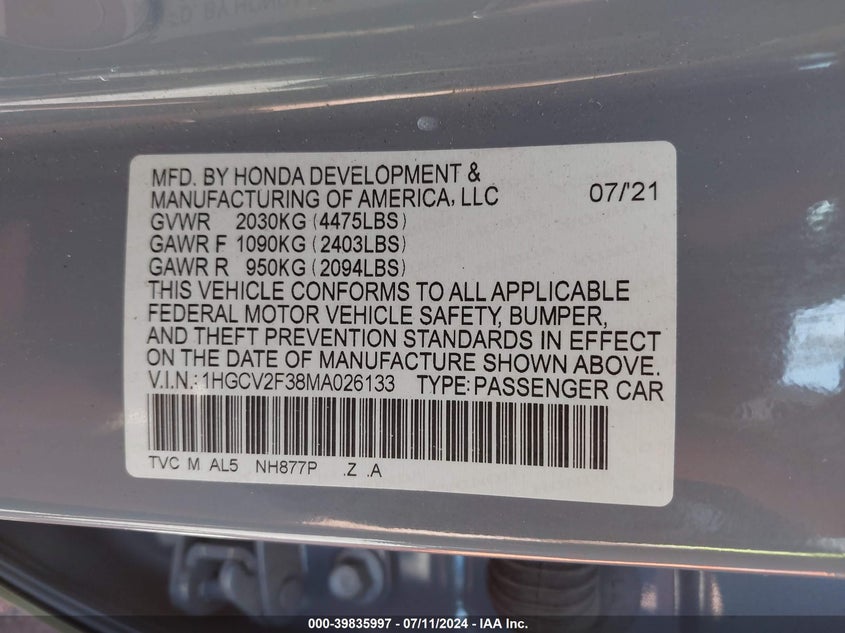 MFD. BY HONDA DEVELOPMENT &
MANUFACTURING OF AMERICA, LLC 07/'21
GVWR 2030KG (4475LBS)
GAWR F 1090KG (2403LBS)
GAWR R 950KG (2094LBS)
THIS VEHICLE CONFORMS TO ALL APPLICABLE
FEDERAL MOTOR VEHICLE SAFETY, BUMPER,
AND THEFT PREVENTION STANDARDS IN EFFECT
ON THE DATE OF MANUFACTURE SHOWN ABOVE.
V.I.N.: 1HGCV2F38MA026133 TYPE: PASSENGER CAR
TVC M AL5 NH877P .Z .A
000-39835997 - 07/11/2024 - IAA Inc.